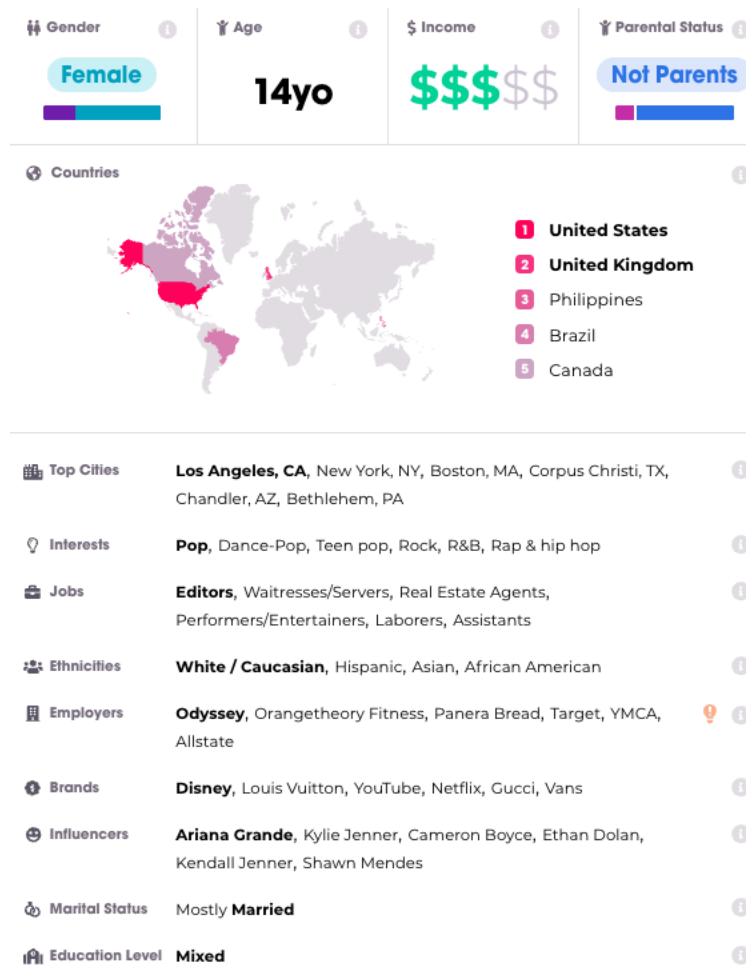 Gender
Age
$ Income
Parental Status
Female
14yo
$$$$$
Not Parents
Countries
1 United States
2 United Kingdom
3 Philippines
4 Brazil
5 Canada
Top Cities
Los Angeles, CA, New York, NY, Boston, MA, Corpus Christi, TX,
Chandler, AZ, Bethlehem, PA
Interests
Pop, Dance-Pop, Teen pop, Rock, R&B, Rap & hip hop
Jobs
Editors, Waitresses/Servers, Real Estate Agents,
Performers/Entertainers, Laborers, Assistants
Ethnicities
White / Caucasian, Hispanic, Asian, African American
Employers
Odyssey, Orangetheory Fitness, Panera Bread, Target, YMCA,
Allstate
Brands
Disney, Louis Vuitton, YouTube, Netflix, Gucci, Vans
Influencers
Ariana Grande, Kylie Jenner, Cameron Boyce, Ethan Dolan,
Kendall Jenner, Shawn Mendes
Marital Status
Mostly Married
Education Level
Mixed